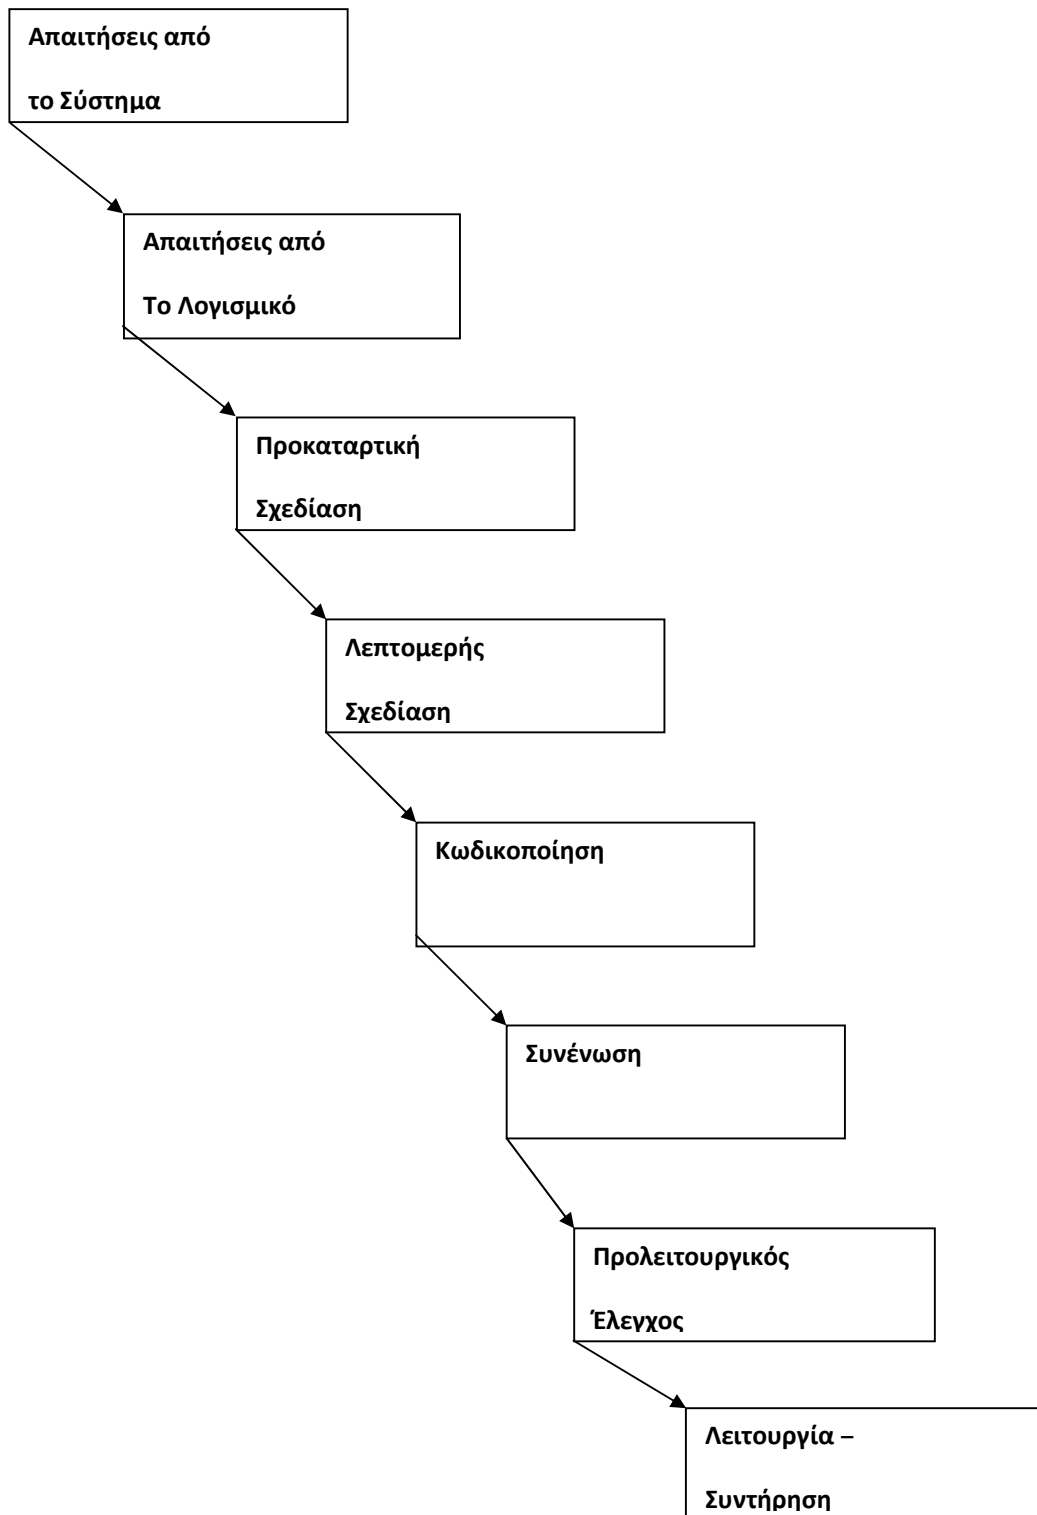 Απαιτήσεις από
το Σύστημα
Απαιτήσεις από
Το Λογισμικό
Προκαταρτική
Σχεδίαση
Λεπτομερής
Σχεδίαση
Κωδικοποίηση
Συνένωση
Προλειτουργικός
Έλεγχος
Λειτουργία –
Συντήρηση